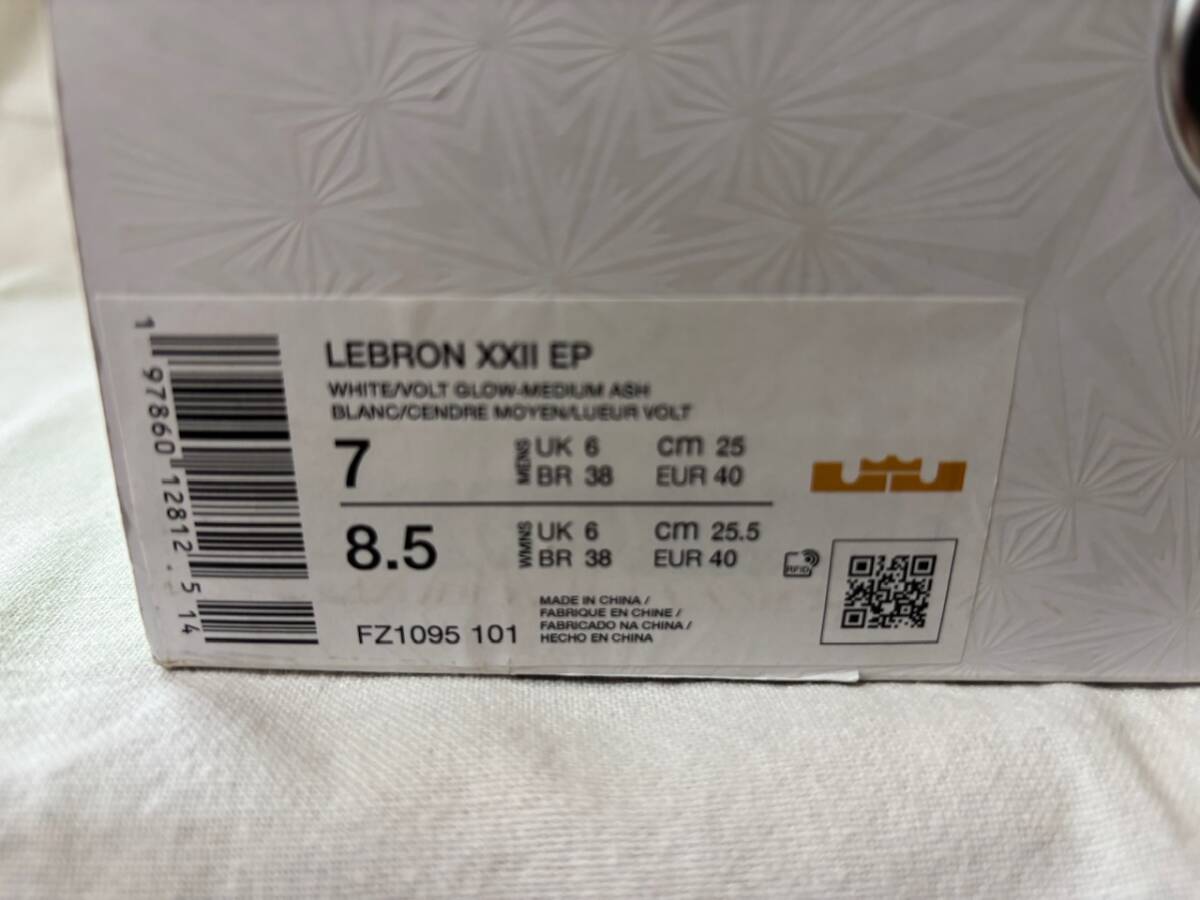 LEBRON XXII EP
WHITE/VOLT GLOW-MEDIUM ASH
BLANC/CENDRE MOYEN/LUEUR VOLT
7 MENS UK 6 cm 25
BR 38 EUR 40
8.5 WMNS UK 6 cm 25.5
BR 38 EUR 40
FZ1095 101
MADE IN CHINA /
FABRIQUE EN CHINE /
FABRICADO NA CHINA /
HECHO EN CHINA
RFID
1 97860 12812 5 14